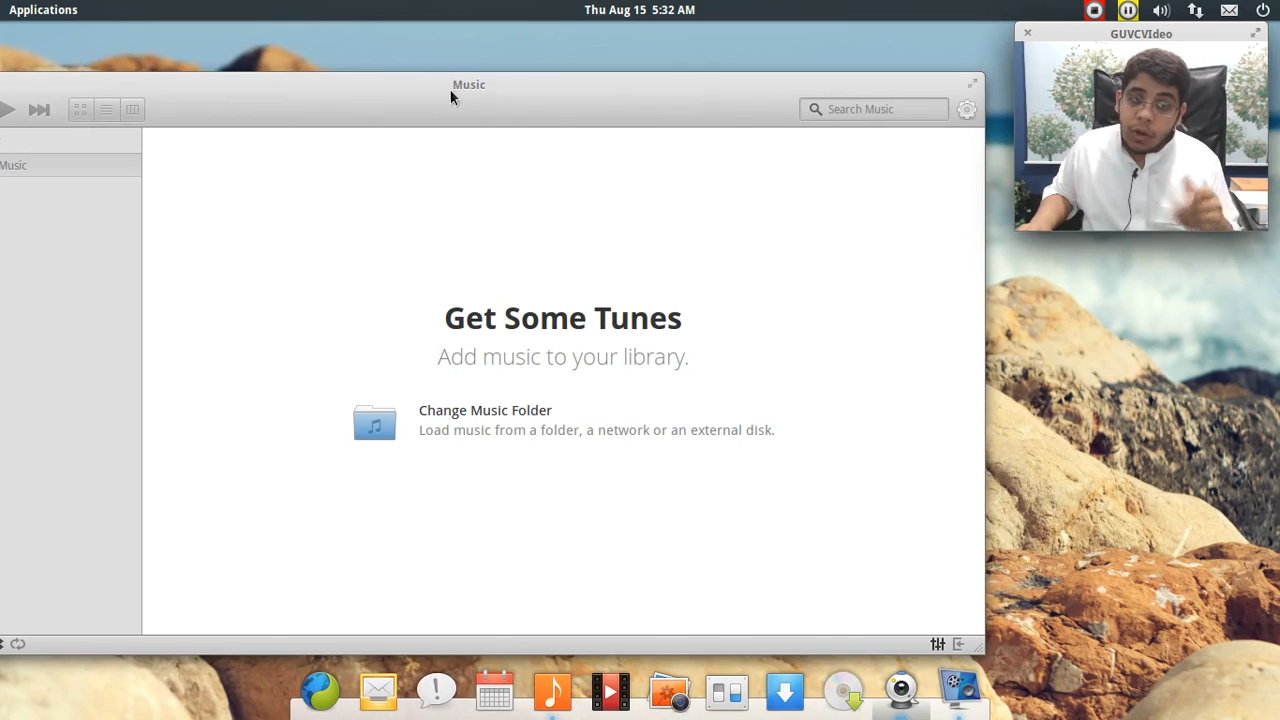 Applications
Thu Aug 15 5:32 AM
GUVCVIdeo
Music
Search Music
Music
Get Some Tunes
Add music to your library.
Change Music Folder
Load music from a folder, a network or an external disk.